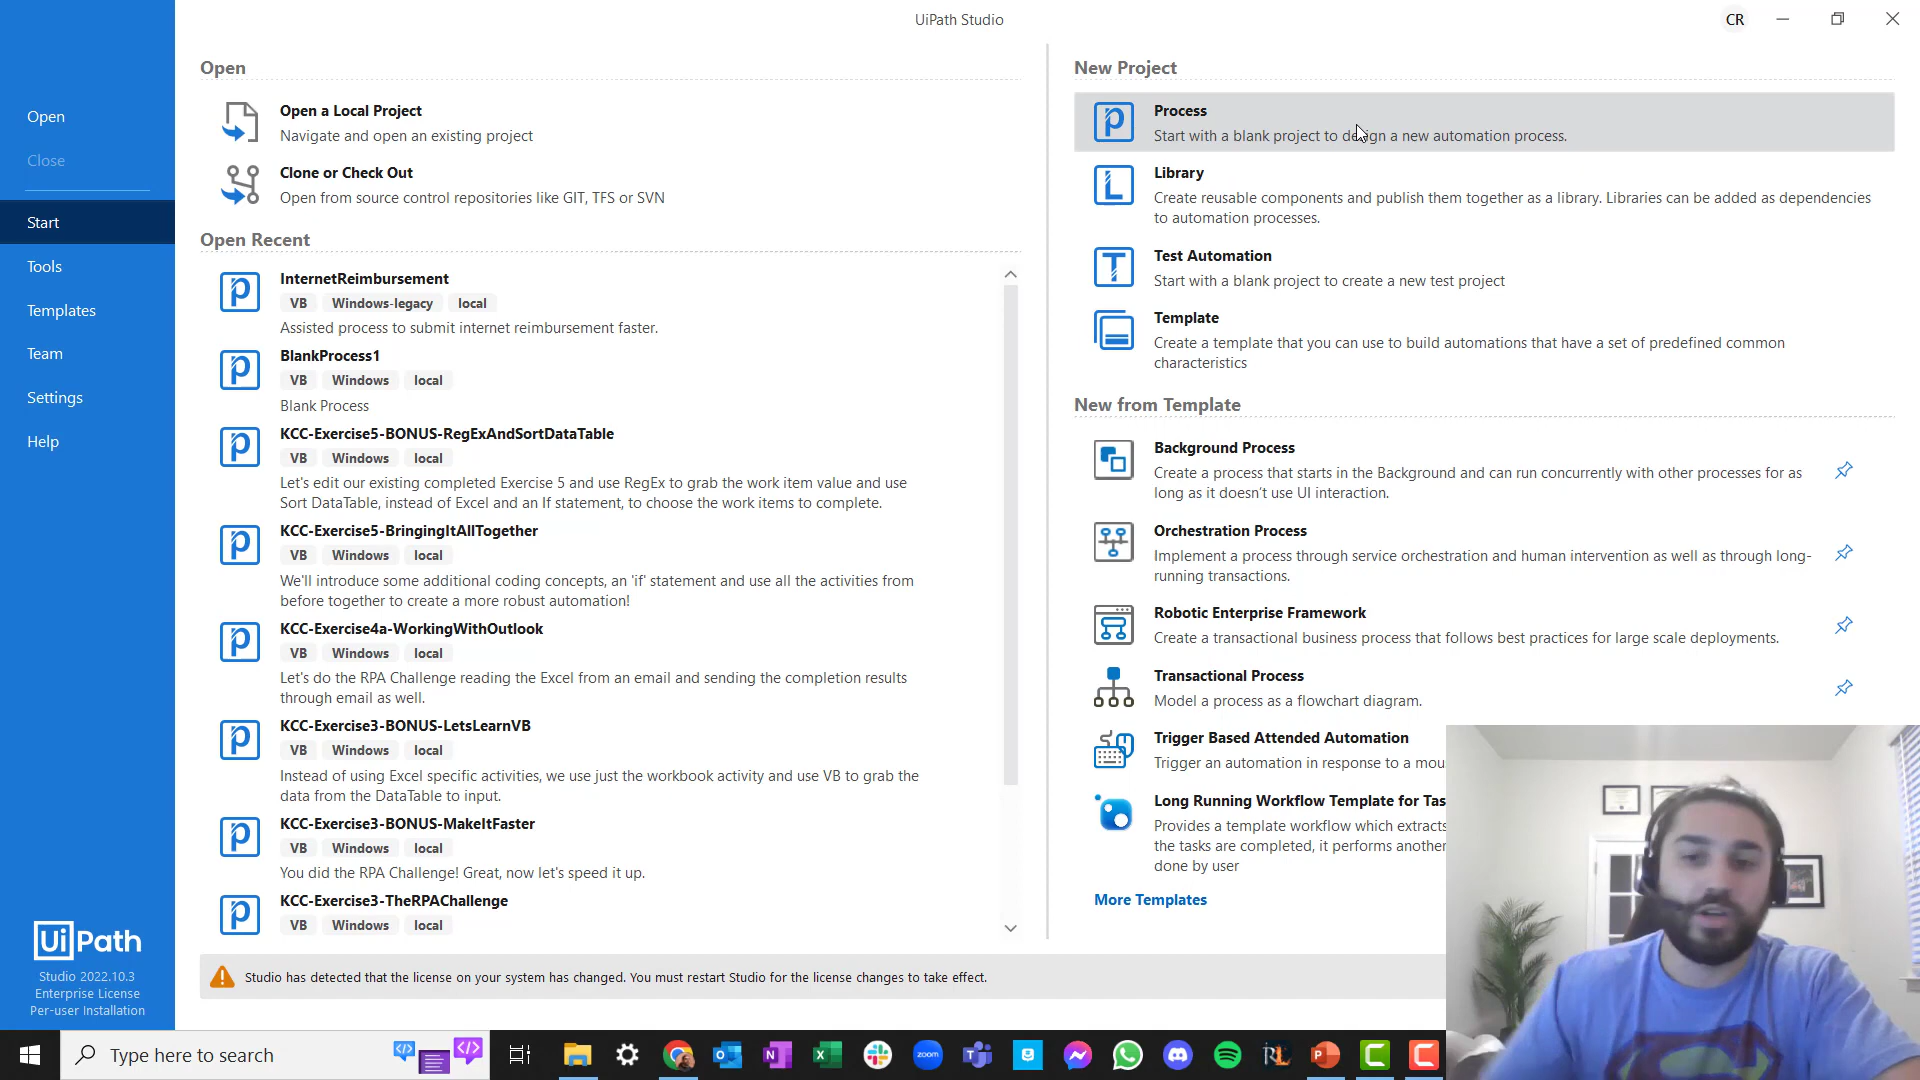 UiPath Studio
CR
Open
Close
Start
Tools
Templates
Team
Settings
Help
UiPath
Studio 2022.10.3
Enterprise License
Per-user Installation
Open
Open a Local Project
Navigate and open an existing project
Clone or Check Out
Open from source control repositories like GIT, TFS or SVN
Open Recent
InternetReimbursement
VB Windows-legacy local
Assisted process to submit internet reimbursement faster.
BlankProcess1
VB Windows local
Blank Process
KCC-Exercise5-BONUS-RegExAndSortDataTable
VB Windows local
Let's edit our existing completed Exercise 5 and use RegEx to grab the work item value and use
Sort DataTable, instead of Excel and an If statement, to choose the work items to complete.
KCC-Exercise5-BringingItAllTogether
VB Windows local
We'll introduce some additional coding concepts, an 'if' statement and use all the activities from
before together to create a more robust automation!
KCC-Exercise4a-WorkingWithOutlook
VB Windows local
Let's do the RPA Challenge reading the Excel from an email and sending the completion results
through email as well.
KCC-Exercise3-BONUS-LetsLearnVB
VB Windows local
Instead of using Excel specific activities, we use just the workbook activity and use VB to grab the
data from the DataTable to input.
KCC-Exercise3-BONUS-MakeItFaster
VB Windows local
You did the RPA Challenge! Great, now let's speed it up.
KCC-Exercise3-TheRPAChallenge
VB Windows local
New Project
Process
Start with a blank project to design a new automation process.
Library
Create reusable components and publish them together as a library. Libraries can be added as dependencies
to automation processes.
Test Automation
Start with a blank project to create a new test project
Template
Create a template that you can use to build automations that have a set of predefined common
characteristics
New from Template
Background Process
Create a process that starts in the Background and can run concurrently with other processes for as
long as it doesn't use UI interaction.
Orchestration Process
Implement a process through service orchestration and human intervention as well as through long-
running transactions.
Robotic Enterprise Framework
Create a transactional business process that follows best practices for large scale deployments.
Transactional Process
Model a process as a flowchart diagram.
Trigger Based Attended Automation
Trigger an automation in response to a mou
Long Running Workflow Template for Tas
Provides a template workflow which extracts
the tasks are completed, it performs another
done by user
More Templates
Studio has detected that the license on your system has changed. You must restart Studio for the license changes to take effect.
Type here to search
zoom